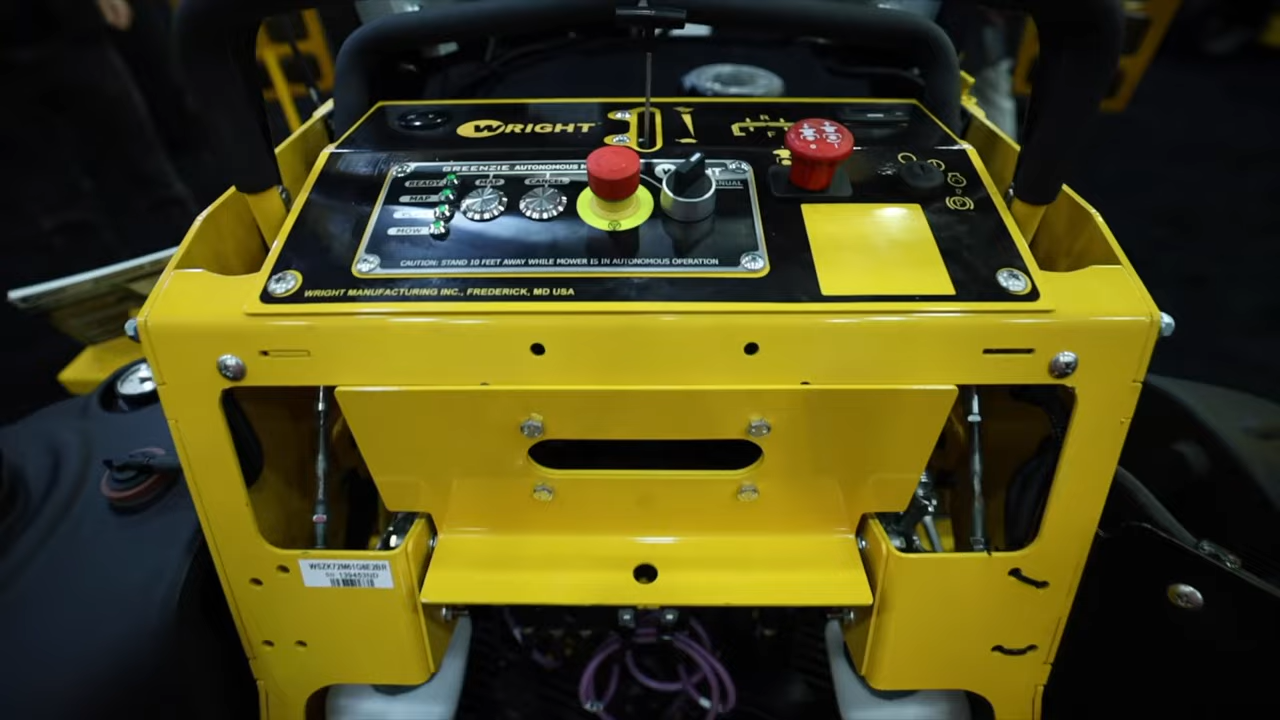 WRIGHT
R
F
GREENZIE AUTONOMOUS
READY
MAP
CANCEL
MAP
MANUAL
MOW
CAUTION: STAND 10 FEET AWAY WHILE MOWER IS IN AUTONOMOUS OPERATION
WRIGHT MANUFACTURING INC., FREDERICK, MD USA